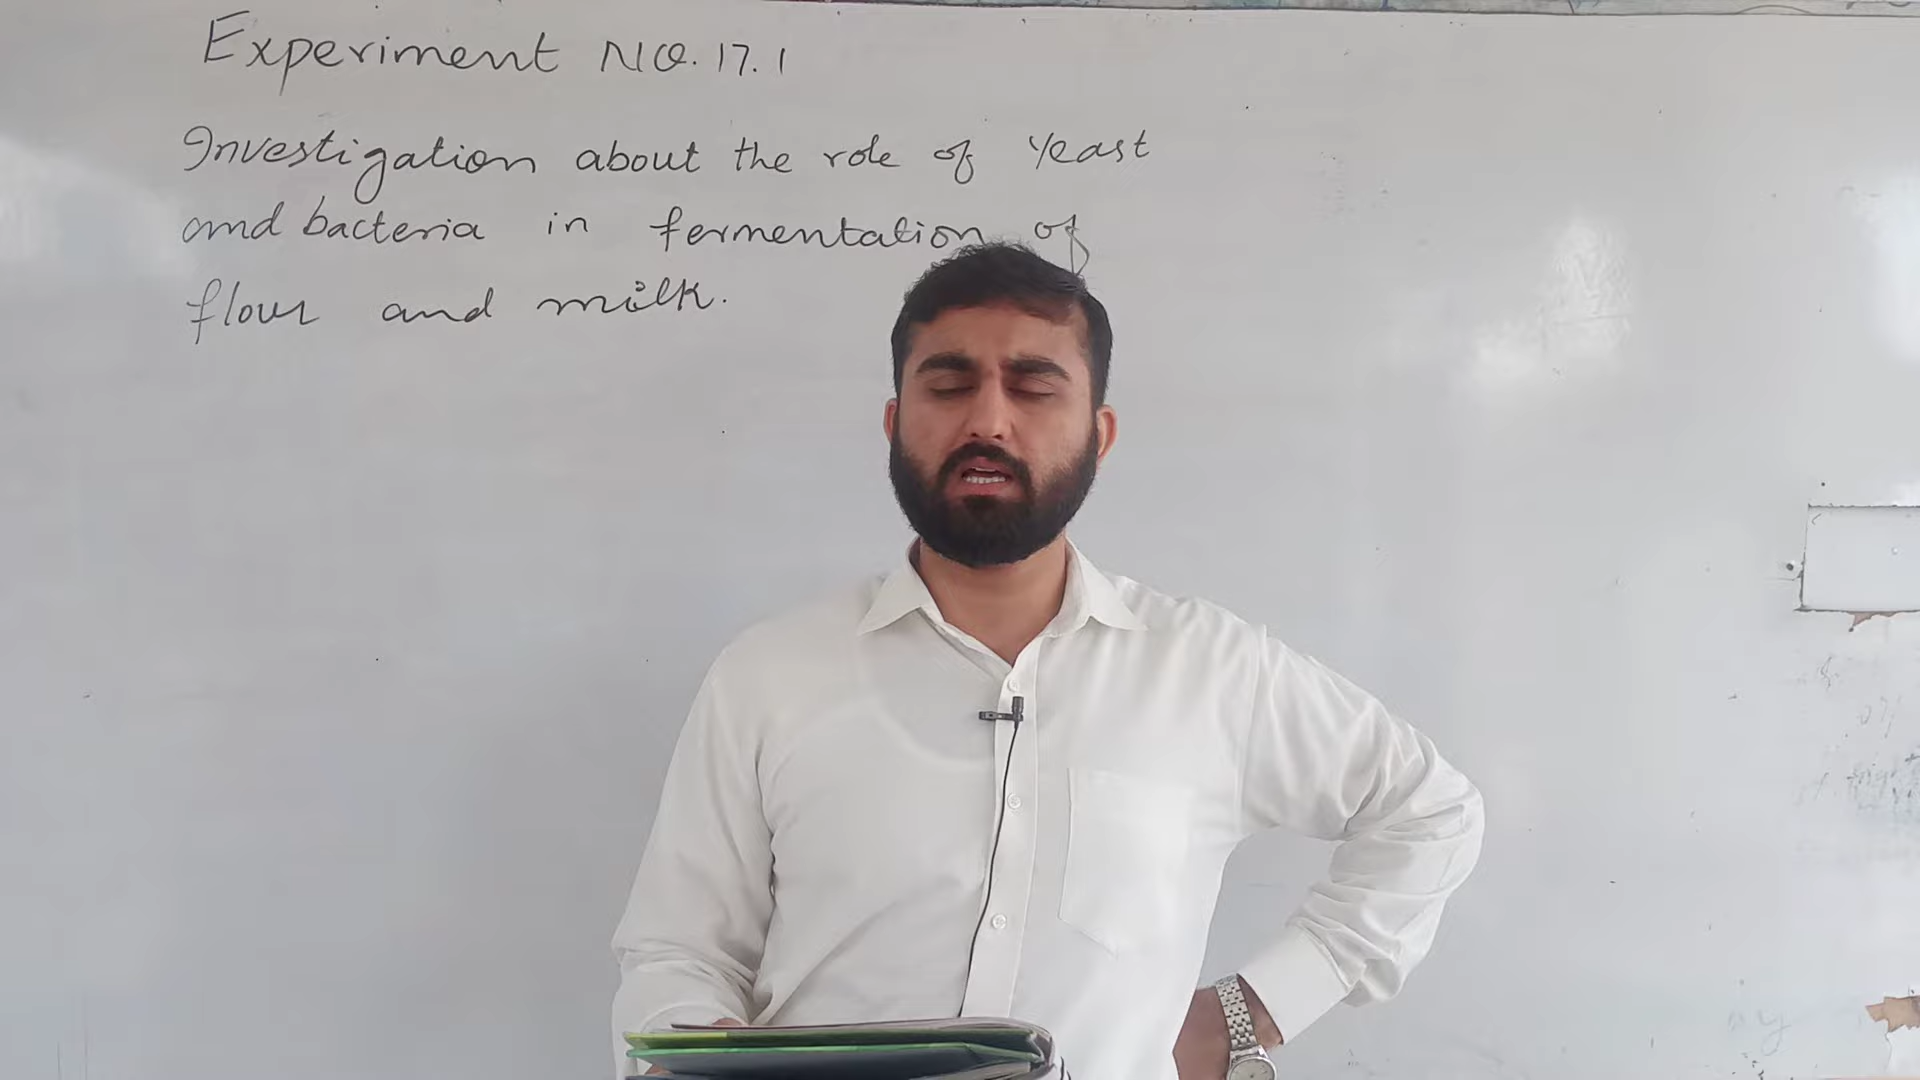 Experiment NO. 17.1
Investigation about the role of Yeast
and bacteria in fermentation of
flour and milk.